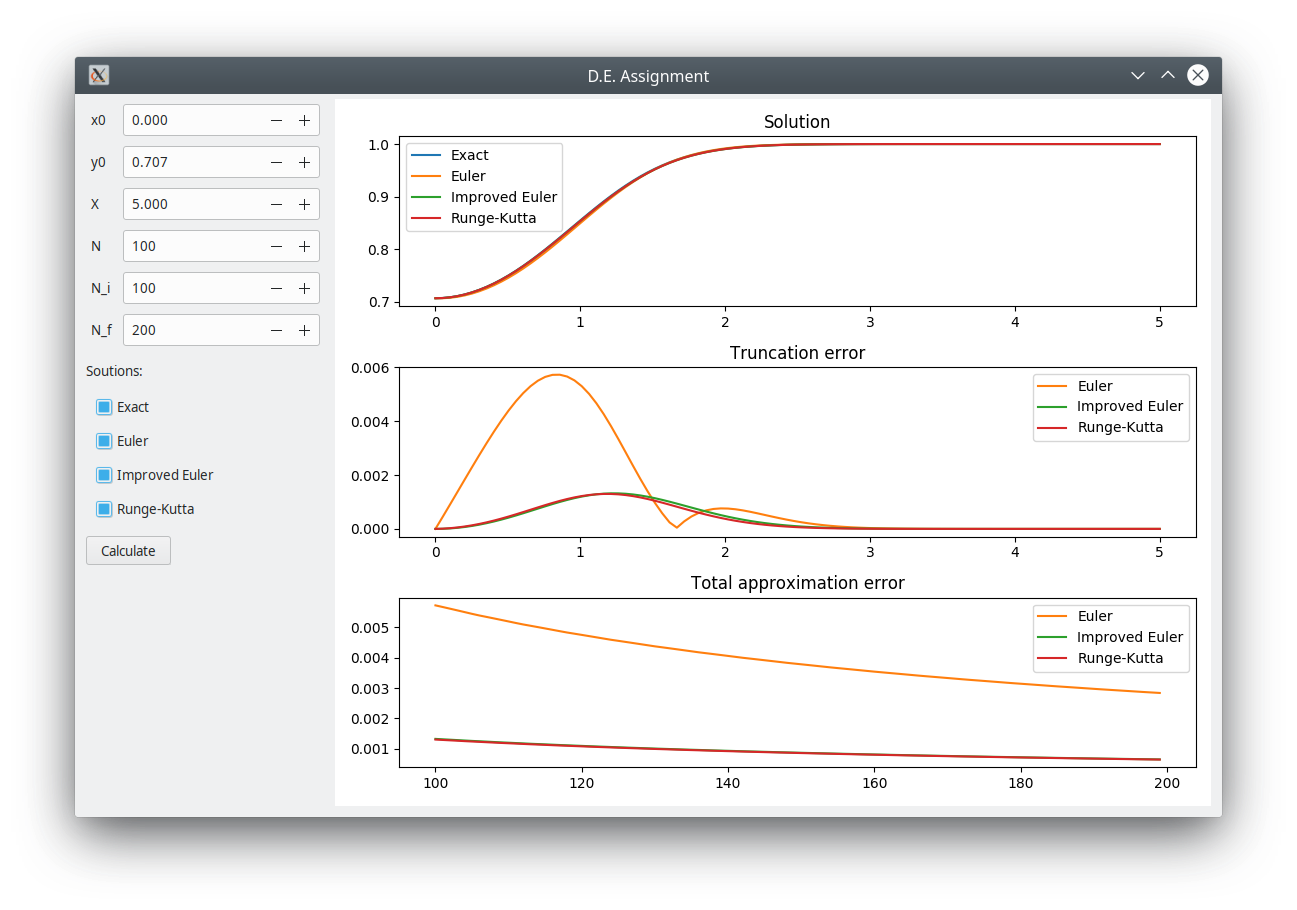 D.E. Assignment
x0 0.000
y0 0.707
X 5.000
N 100
N_i 100
N_f 200
Soutions:
Exact
Euler
Improved Euler
Runge-Kutta
Calculate
Solution
1.0
0.9
0.8
0.7
Exact
Euler
Improved Euler
Runge-Kutta
0 1 2 3 4 5
Truncation error
0.006
0.004
0.002
0.000
Euler
Improved Euler
Runge-Kutta
0 1 2 3 4 5
Total approximation error
0.005
0.004
0.003
0.002
0.001
Euler
Improved Euler
Runge-Kutta
100 120 140 160 180 200